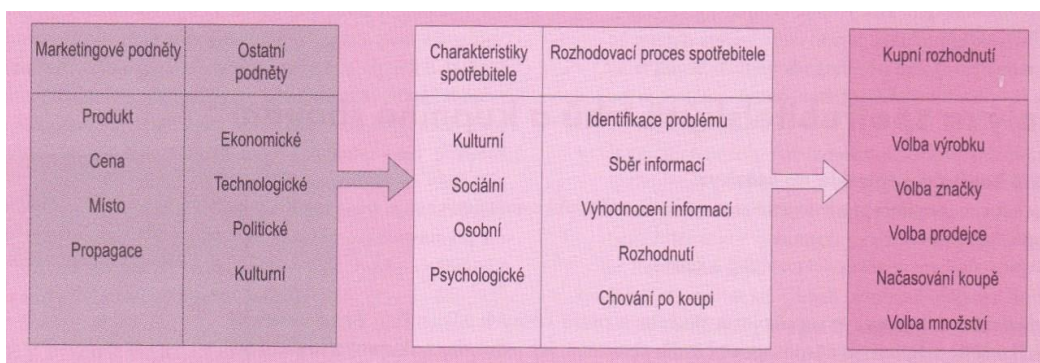 Marketingové podněty
Ostatní
podněty
Produkt
Cena
Místo
Propagace
Ekonomické
Technologické
Politické
Kulturní
Charakteristiky
spotřebitele
Rozhodovací proces spotřebitele
Kulturní
Sociální
Osobní
Psychologické
Identifikace problému
Sběr informací
Vyhodnocení informací
Rozhodnutí
Chování po koupi
Kupní rozhodnutí
Volba výrobku
Volba značky
Volba prodejce
Načasování koupě
Volba množství